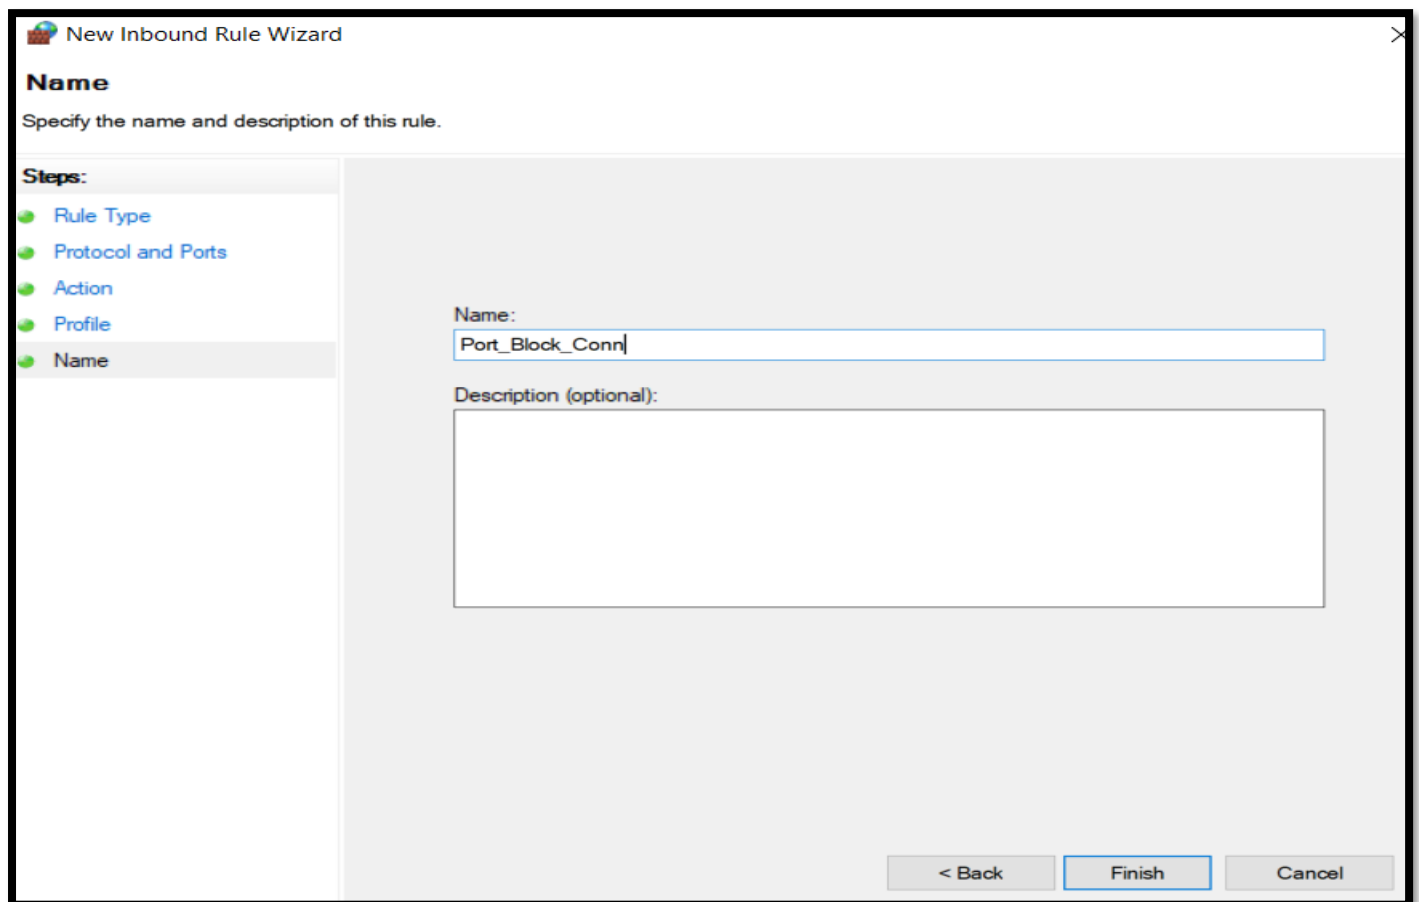 New Inbound Rule Wizard
Name
Specify the name and description of this rule.
Steps:
Rule Type
Protocol and Ports
Action
Profile
Name
Name:
Port_Block_Conn
Description (optional):
< Back
Finish
Cancel